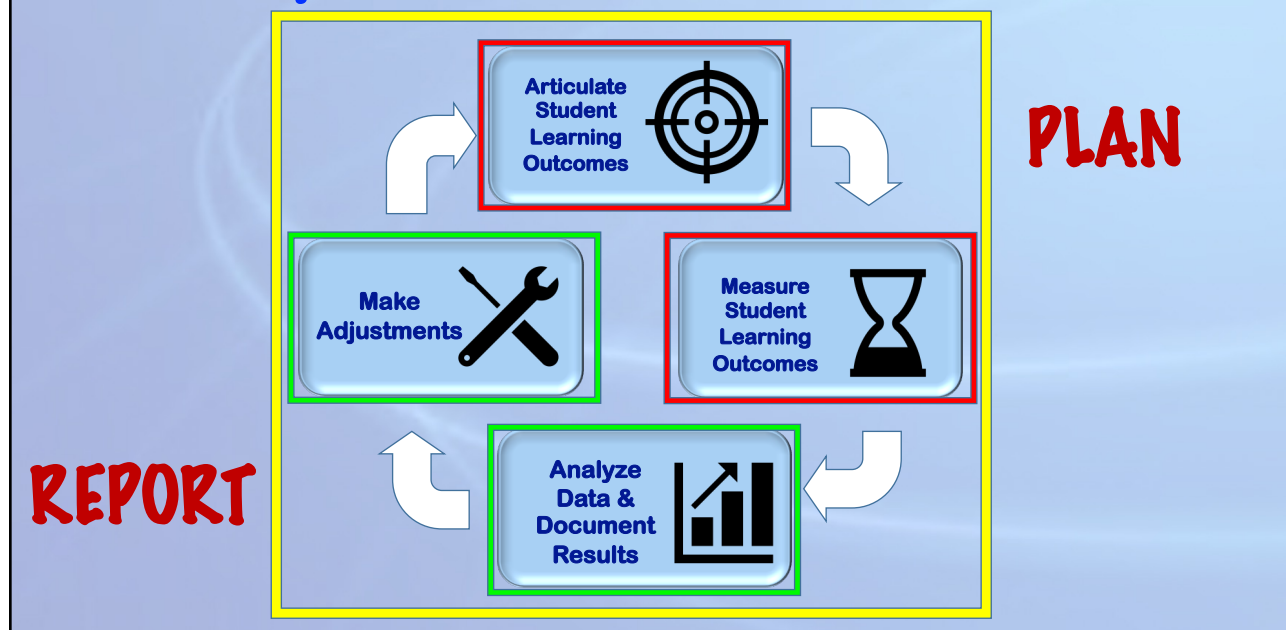 Articulate
Student
Learning
Outcomes
PLAN
Make
Adjustments
Measure
Student
Learning
Outcomes
REPORT
Analyze
Data &
Document
Results